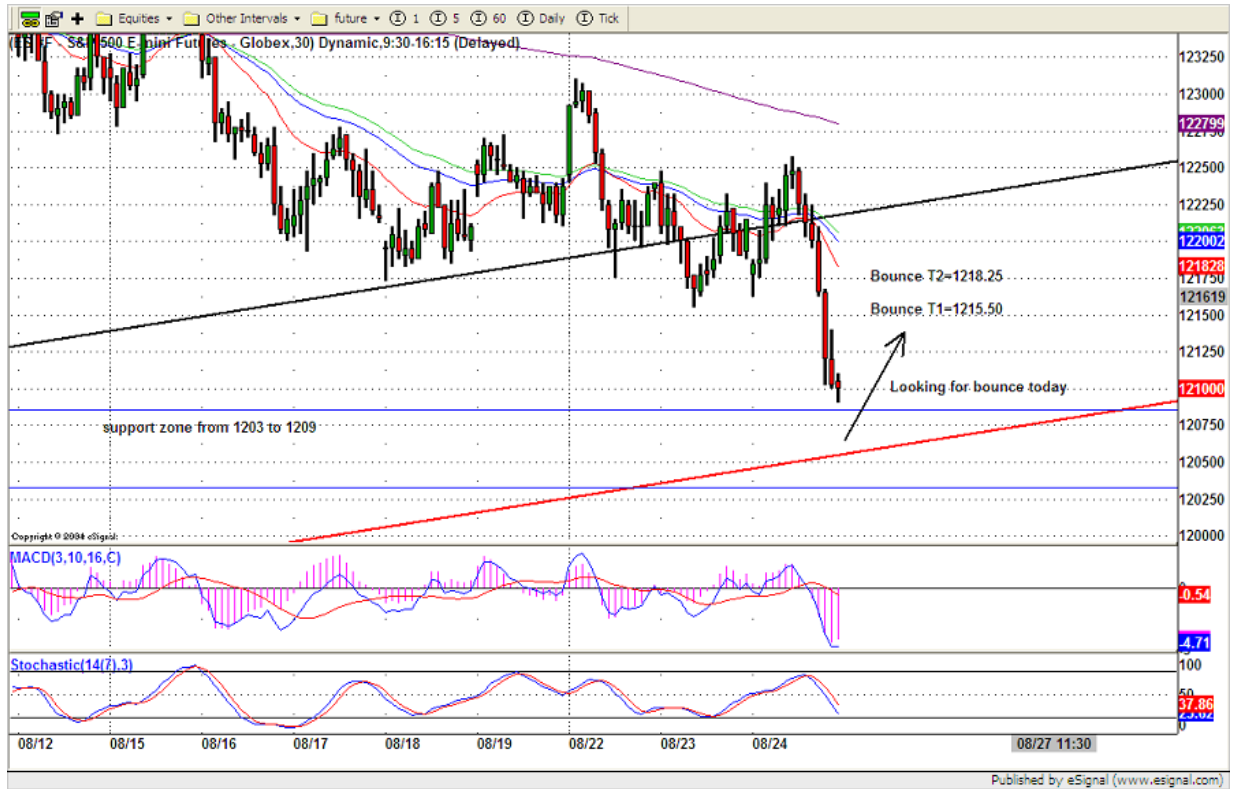 Equities Other Intervals future 1 5 60 Daily Tick
500 E-mini Futures - Globex,30) Dynamic,9:30-16:15 (Delayed)
123250
123000
122799
122500
122250
122002
121828
121750
Bounce T2=1218.25
121619
Bounce T1=1215.50
121500
121250
Looking for bounce today
121000
120750
support zone from 1203 to 1209
120500
120250
120000
Copyright © 2004 eSignal.
MACD(3,10,16,C)
0
-0.54
-4.71
Stochastic(14(7),3)
100
50
37.86
0
08/12 08/15 08/16 08/17 08/18 08/19 08/22 08/23 08/24 08/27 11:30
Published by eSignal (www.esignal.com)